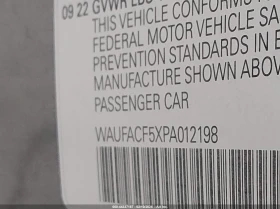 09 22 GVWR LBS
THIS VEHICLE CONFORMS
FEDERAL MOTOR VEHICLE SA
PREVENTION STANDARDS IN E
MANUFACTURE SHOWN ABOV
PASSENGER CAR
WAUFACF5XPA012198